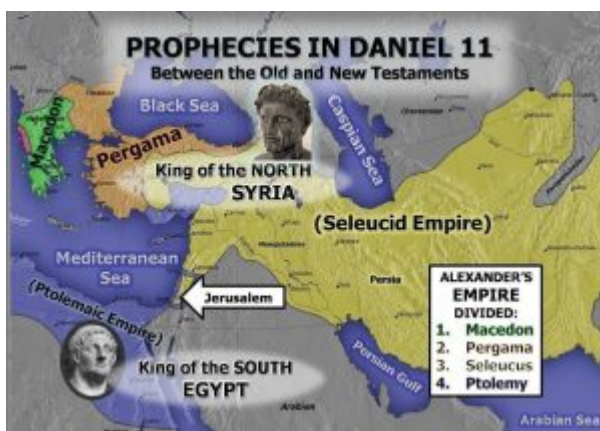 PROPHECIES IN DANIEL 11
Between the Old and New Testaments
Black Sea
Caspian Sea
Macedon
Pergama
King of the NORTH
SYRIA
(Seleucid Empire)
Mediterranean
Sea
Persia
(Ptolemaic Empire)
Jerusalem
ALEXANDER'S
EMPIRE
DIVIDED:
1. Macedon
2. Pergama
3. Seleucus
4. Ptolemy
King of the SOUTH
EGYPT
Persian Gulf
Arabian
Arabian Sea